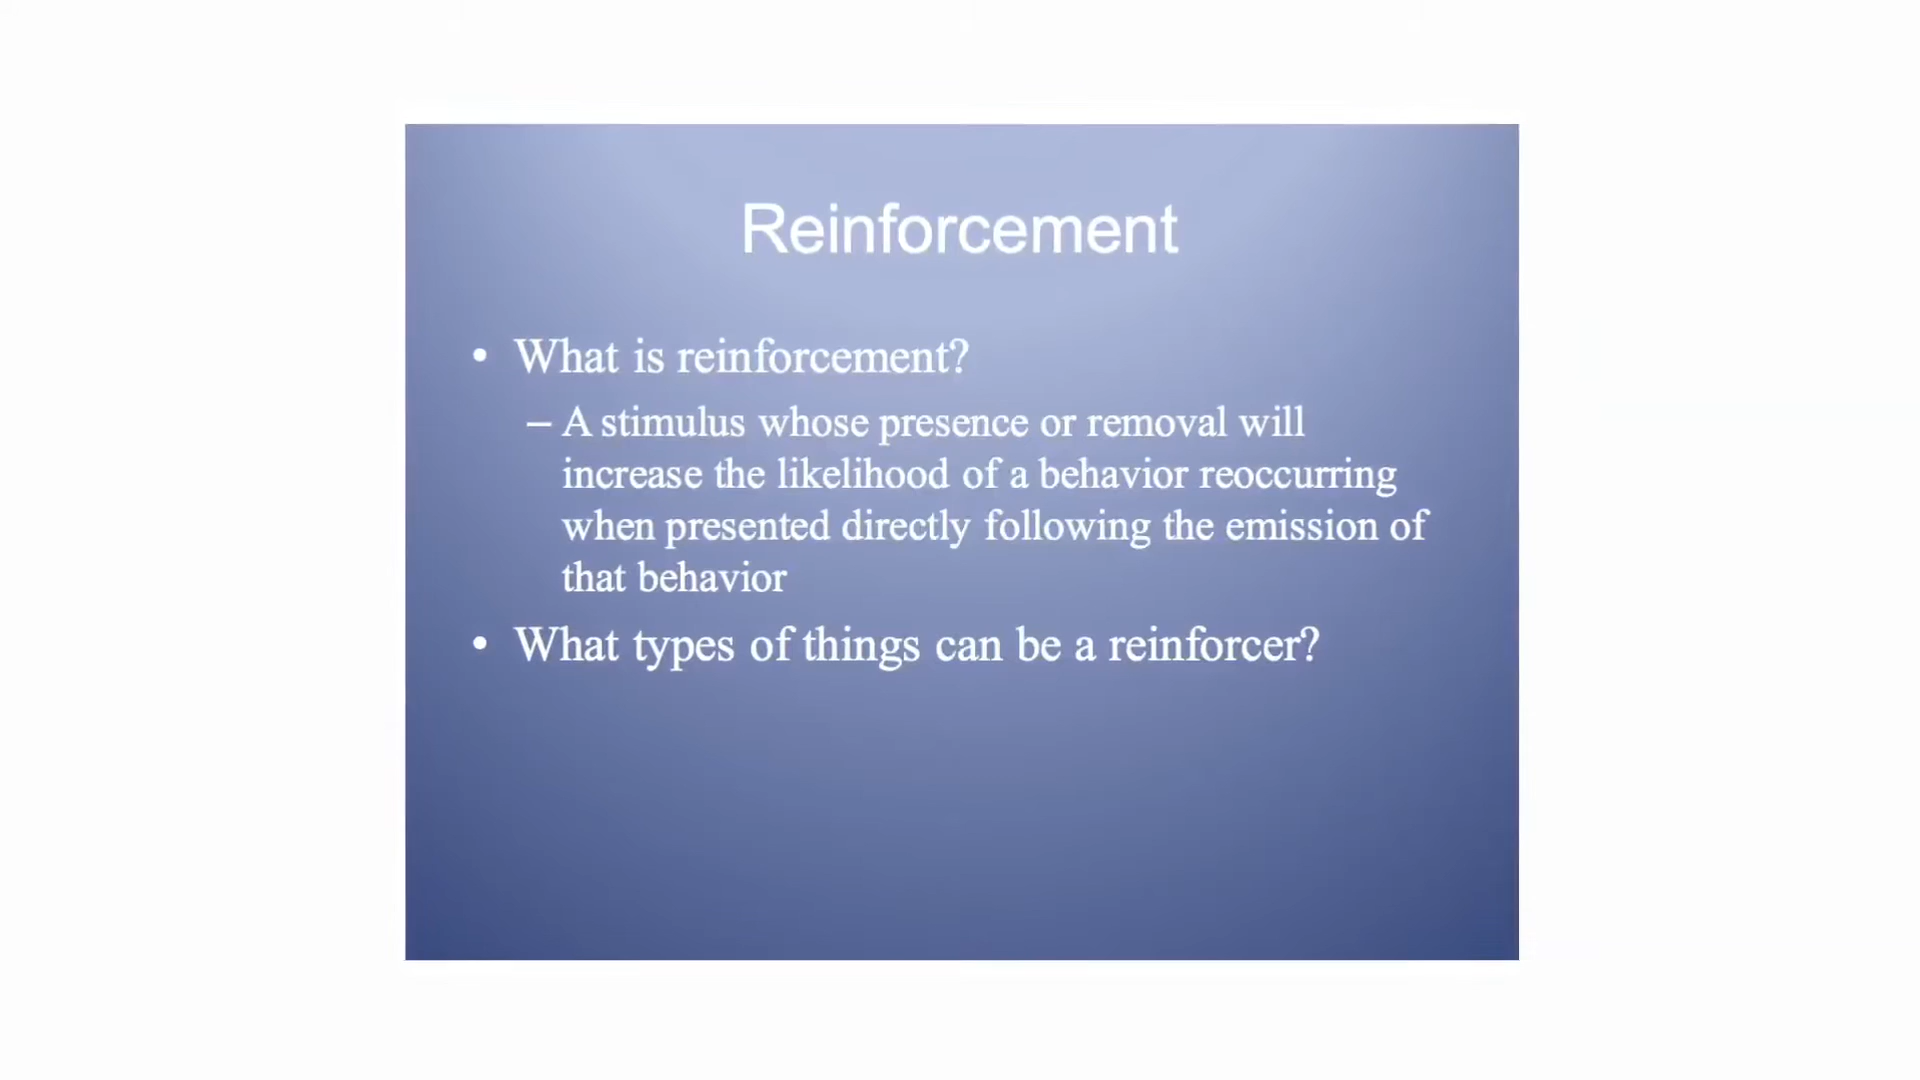 Reinforcement
• What is reinforcement?
– A stimulus whose presence or removal will
increase the likelihood of a behavior reoccurring
when presented directly following the emission of
that behavior
• What types of things can be a reinforcer?